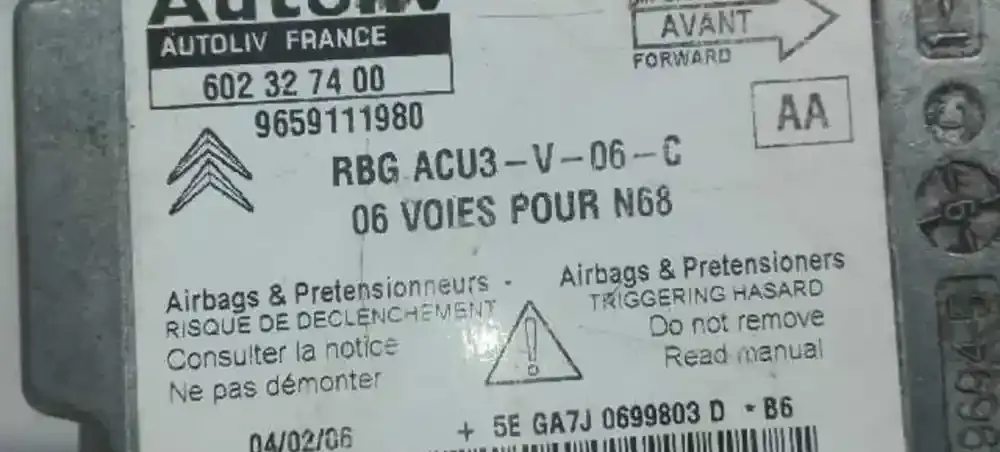 Autoliv
AUTOLIV FRANCE
602 32 74 00
9659111980
AVANT
FORWARD
AA
RBG ACU3-V-06-C
06 VOIES POUR N68
Airbags & Pretensionneurs -
RISQUE DE DECLENCHEMENT
Consulter la notice
Ne pas démonter
Airbags & Pretensioners
TRIGGERING HASARD
Do not remove
Read manual
04/02/06
+ 5E GA7J 0699803 D * B6